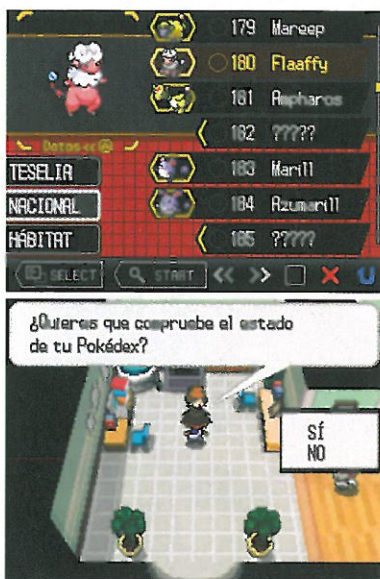 179 Mareep
180 Flaaffy
181 Ampharos
182 ?????
Datos
TESELIA
183 Marill
NACIONAL
184 Azumarill
HÁBITAT
185 ?????
SELECT
START
¿Quieres que compruebe el estado
de tu Pokédex?
SÍ
NO